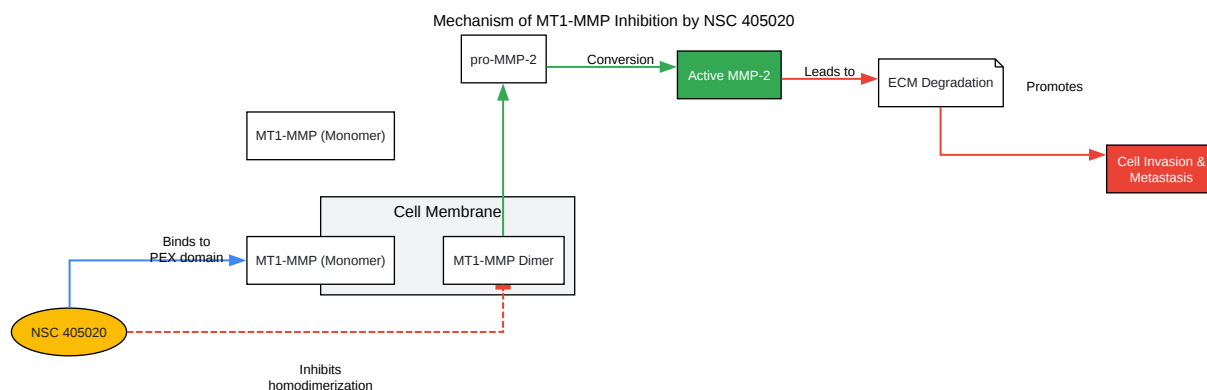 Mechanism of MT1-MMP Inhibition by NSC 405020
pro-MMP-2
Conversion
Active MMP-2
Leads to
ECM Degradation
Promotes
MT1-MMP (Monomer)
Cell Invasion &
Metastasis
Cell Membrane
Binds to
PEX domain
MT1-MMP (Monomer)
MT1-MMP Dimer
NSC 405020
Inhibits
homodimerization